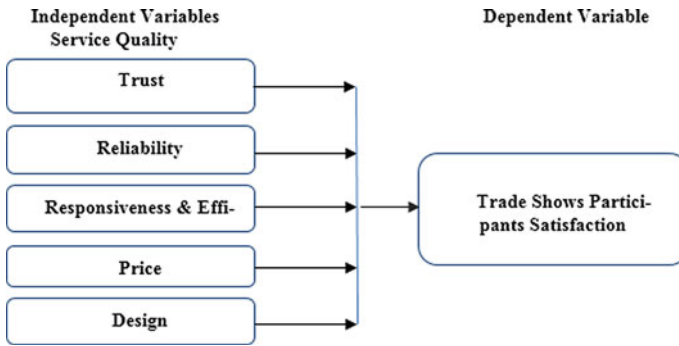 Independent Variables
Service Quality
Dependent Variable
Trust
Reliability
Responsiveness & Effi-
Price
Design
Trade Shows Partici-
pants Satisfaction